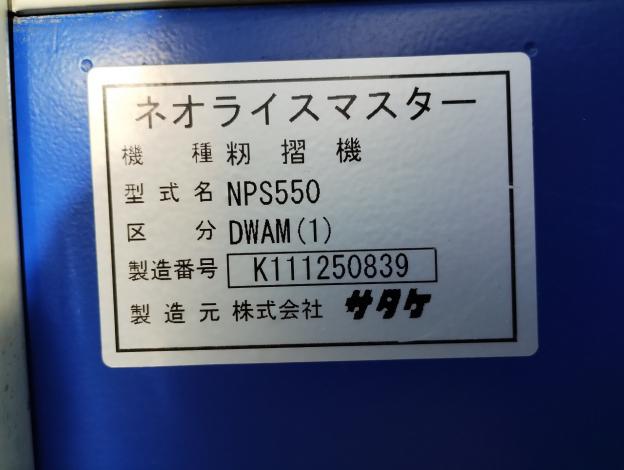 ネオライスマスター
機種 籾摺機
型式名 NPS550
区分 DWAM(1)
製造番号 K111250839
製造元 株式会社 サタケ